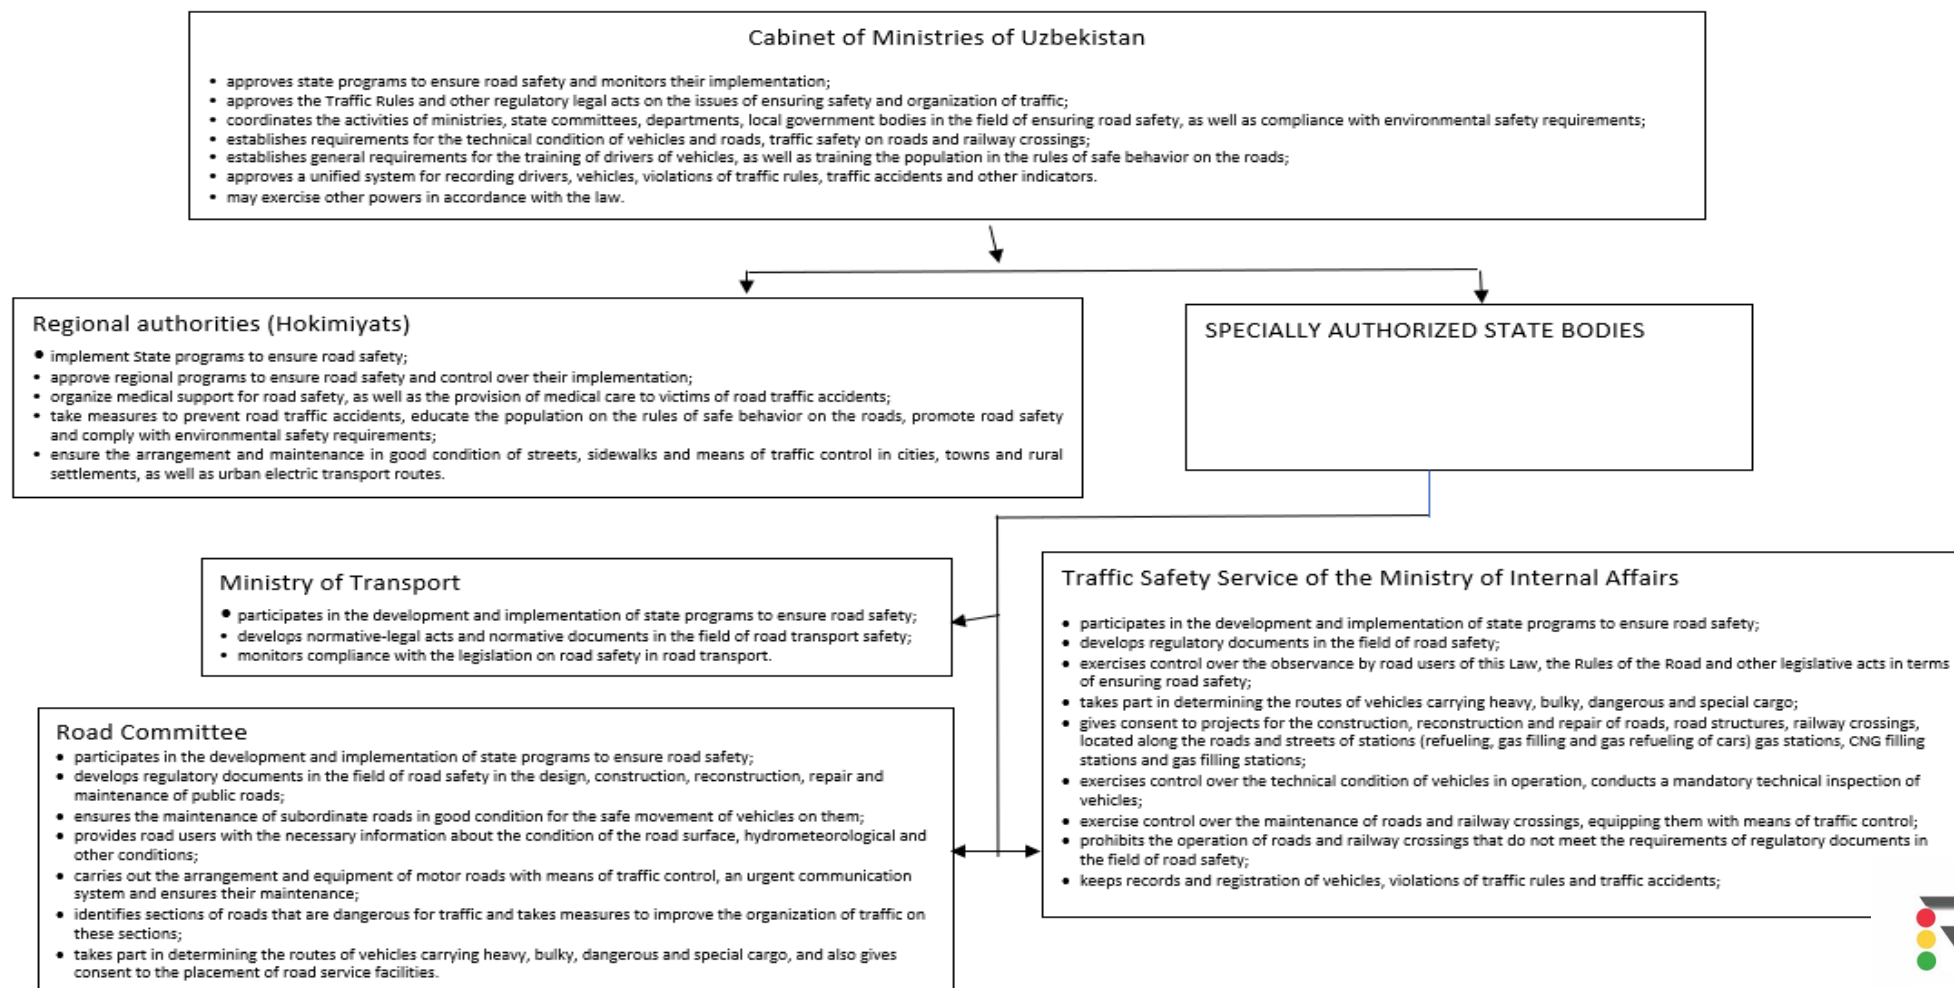 Cabinet of Ministries of Uzbekistan
• approves state programs to ensure road safety and monitors their implementation;
• approves the Traffic Rules and other regulatory legal acts on the issues of ensuring safety and organization of traffic;
• coordinates the activities of ministries, state committees, departments, local government bodies in the field of ensuring road safety, as well as compliance with environmental safety requirements;
• establishes requirements for the technical condition of vehicles and roads, traffic safety on roads and railway crossings;
• establishes general requirements for the training of drivers of vehicles, as well as training the population in the rules of safe behavior on the roads;
• approves a unified system for recording drivers, vehicles, violations of traffic rules, traffic accidents and other indicators.
• may exercise other powers in accordance with the law.
Regional authorities (Hokimiyats)
• implement State programs to ensure road safety;
• approve regional programs to ensure road safety and control over their implementation;
• organize medical support for road safety, as well as the provision of medical care to victims of road traffic accidents;
• take measures to prevent road traffic accidents, educate the population on the rules of safe behavior on the roads, promote road safety
and comply with environmental safety requirements;
• ensure the arrangement and maintenance in good condition of streets, sidewalks and means of traffic control in cities, towns and rural
settlements, as well as urban electric transport routes.
SPECIALLY AUTHORIZED STATE BODIES
Ministry of Transport
• participates in the development and implementation of state programs to ensure road safety;
• develops normative-legal acts and normative documents in the field of road transport safety;
• monitors compliance with the legislation on road safety in road transport.
Road Committee
• participates in the development and implementation of state programs to ensure road safety;
• develops regulatory documents in the field of road safety in the design, construction, reconstruction, repair and
maintenance of public roads;
• ensures the maintenance of subordinate roads in good condition for the safe movement of vehicles on them;
• provides road users with the necessary information about the condition of the road surface, hydrometeorological and
other conditions;
• carries out the arrangement and equipment of motor roads with means of traffic control, an urgent communication
system and ensures their maintenance;
• identifies sections of roads that are dangerous for traffic and takes measures to improve the organization of traffic on
these sections;
• takes part in determining the routes of vehicles carrying heavy, bulky, dangerous and special cargo, and also gives
consent to the placement of road service facilities.
Traffic Safety Service of the Ministry of Internal Affairs
• participates in the development and implementation of state programs to ensure road safety;
• develops regulatory documents in the field of road safety;
• exercises control over the observance by road users of this Law, the Rules of the Road and other legislative acts in terms
of ensuring road safety;
• takes part in determining the routes of vehicles carrying heavy, bulky, dangerous and special cargo;
• gives consent to projects for the construction, reconstruction and repair of roads, road structures, railway crossings,
located along the roads and streets of stations (refueling, gas filling and gas refueling of cars) gas stations, CNG filling
stations and gas filling stations;
• exercises control over the technical condition of vehicles in operation, conducts a mandatory technical inspection of
vehicles;
• exercise control over the maintenance of roads and railway crossings, equipping them with means of traffic control;
• prohibits the operation of roads and railway crossings that do not meet the requirements of regulatory documents in
the field of road safety;
• keeps records and registration of vehicles, violations of traffic rules and traffic accidents;